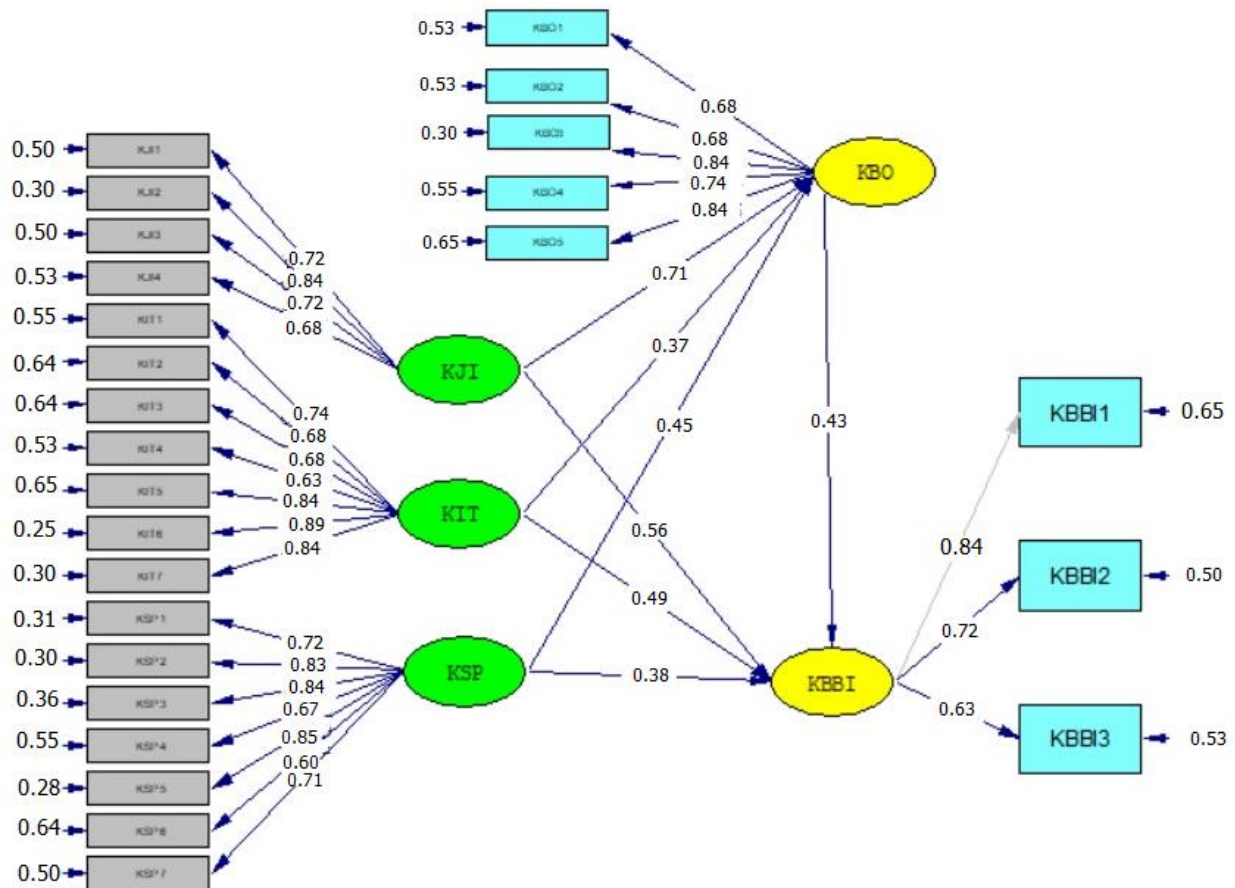 0.53 KBO1
0.53 KBO2
0.30 KBO3
0.55 KBO4
0.65 KBO5
0.68
0.68
0.84
0.74
0.84
KBO
0.50 KJI1
0.30 KJI2
0.50 KJI3
0.53 KJI4
0.55 KIT1
0.64 KIT2
0.64 KIT3
0.53 KIT4
0.65 KIT5
0.25 KIT6
0.30 KIT7
0.31 KSP1
0.30 KSP2
0.36 KSP3
0.55 KSP4
0.28 KSP5
0.64 KSP6
0.50 KSP7
0.72
0.84
0.72
0.68
KJI
0.74
0.68
0.68
0.63
0.84
0.89
0.84
KIT
0.72
0.83
0.84
0.67
0.85
0.60
0.71
KSP
0.71
0.37
0.45
0.43
0.56
0.49
0.38
KBBI
0.84
0.72
0.63
KBBI1 0.65
KBBI2 0.50
KBBI3 0.53